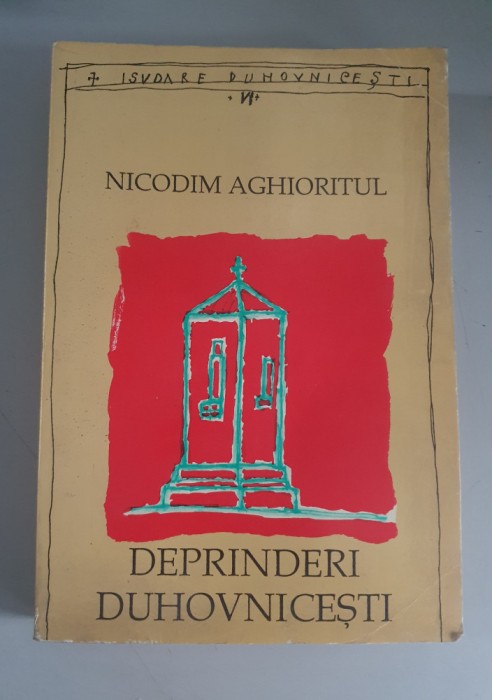 ISVOARE DUHOVNICEȘTI
· VI ·
NICODIM AGHIORITUL
DEPRINDERI
DUHOVNICEȘTI